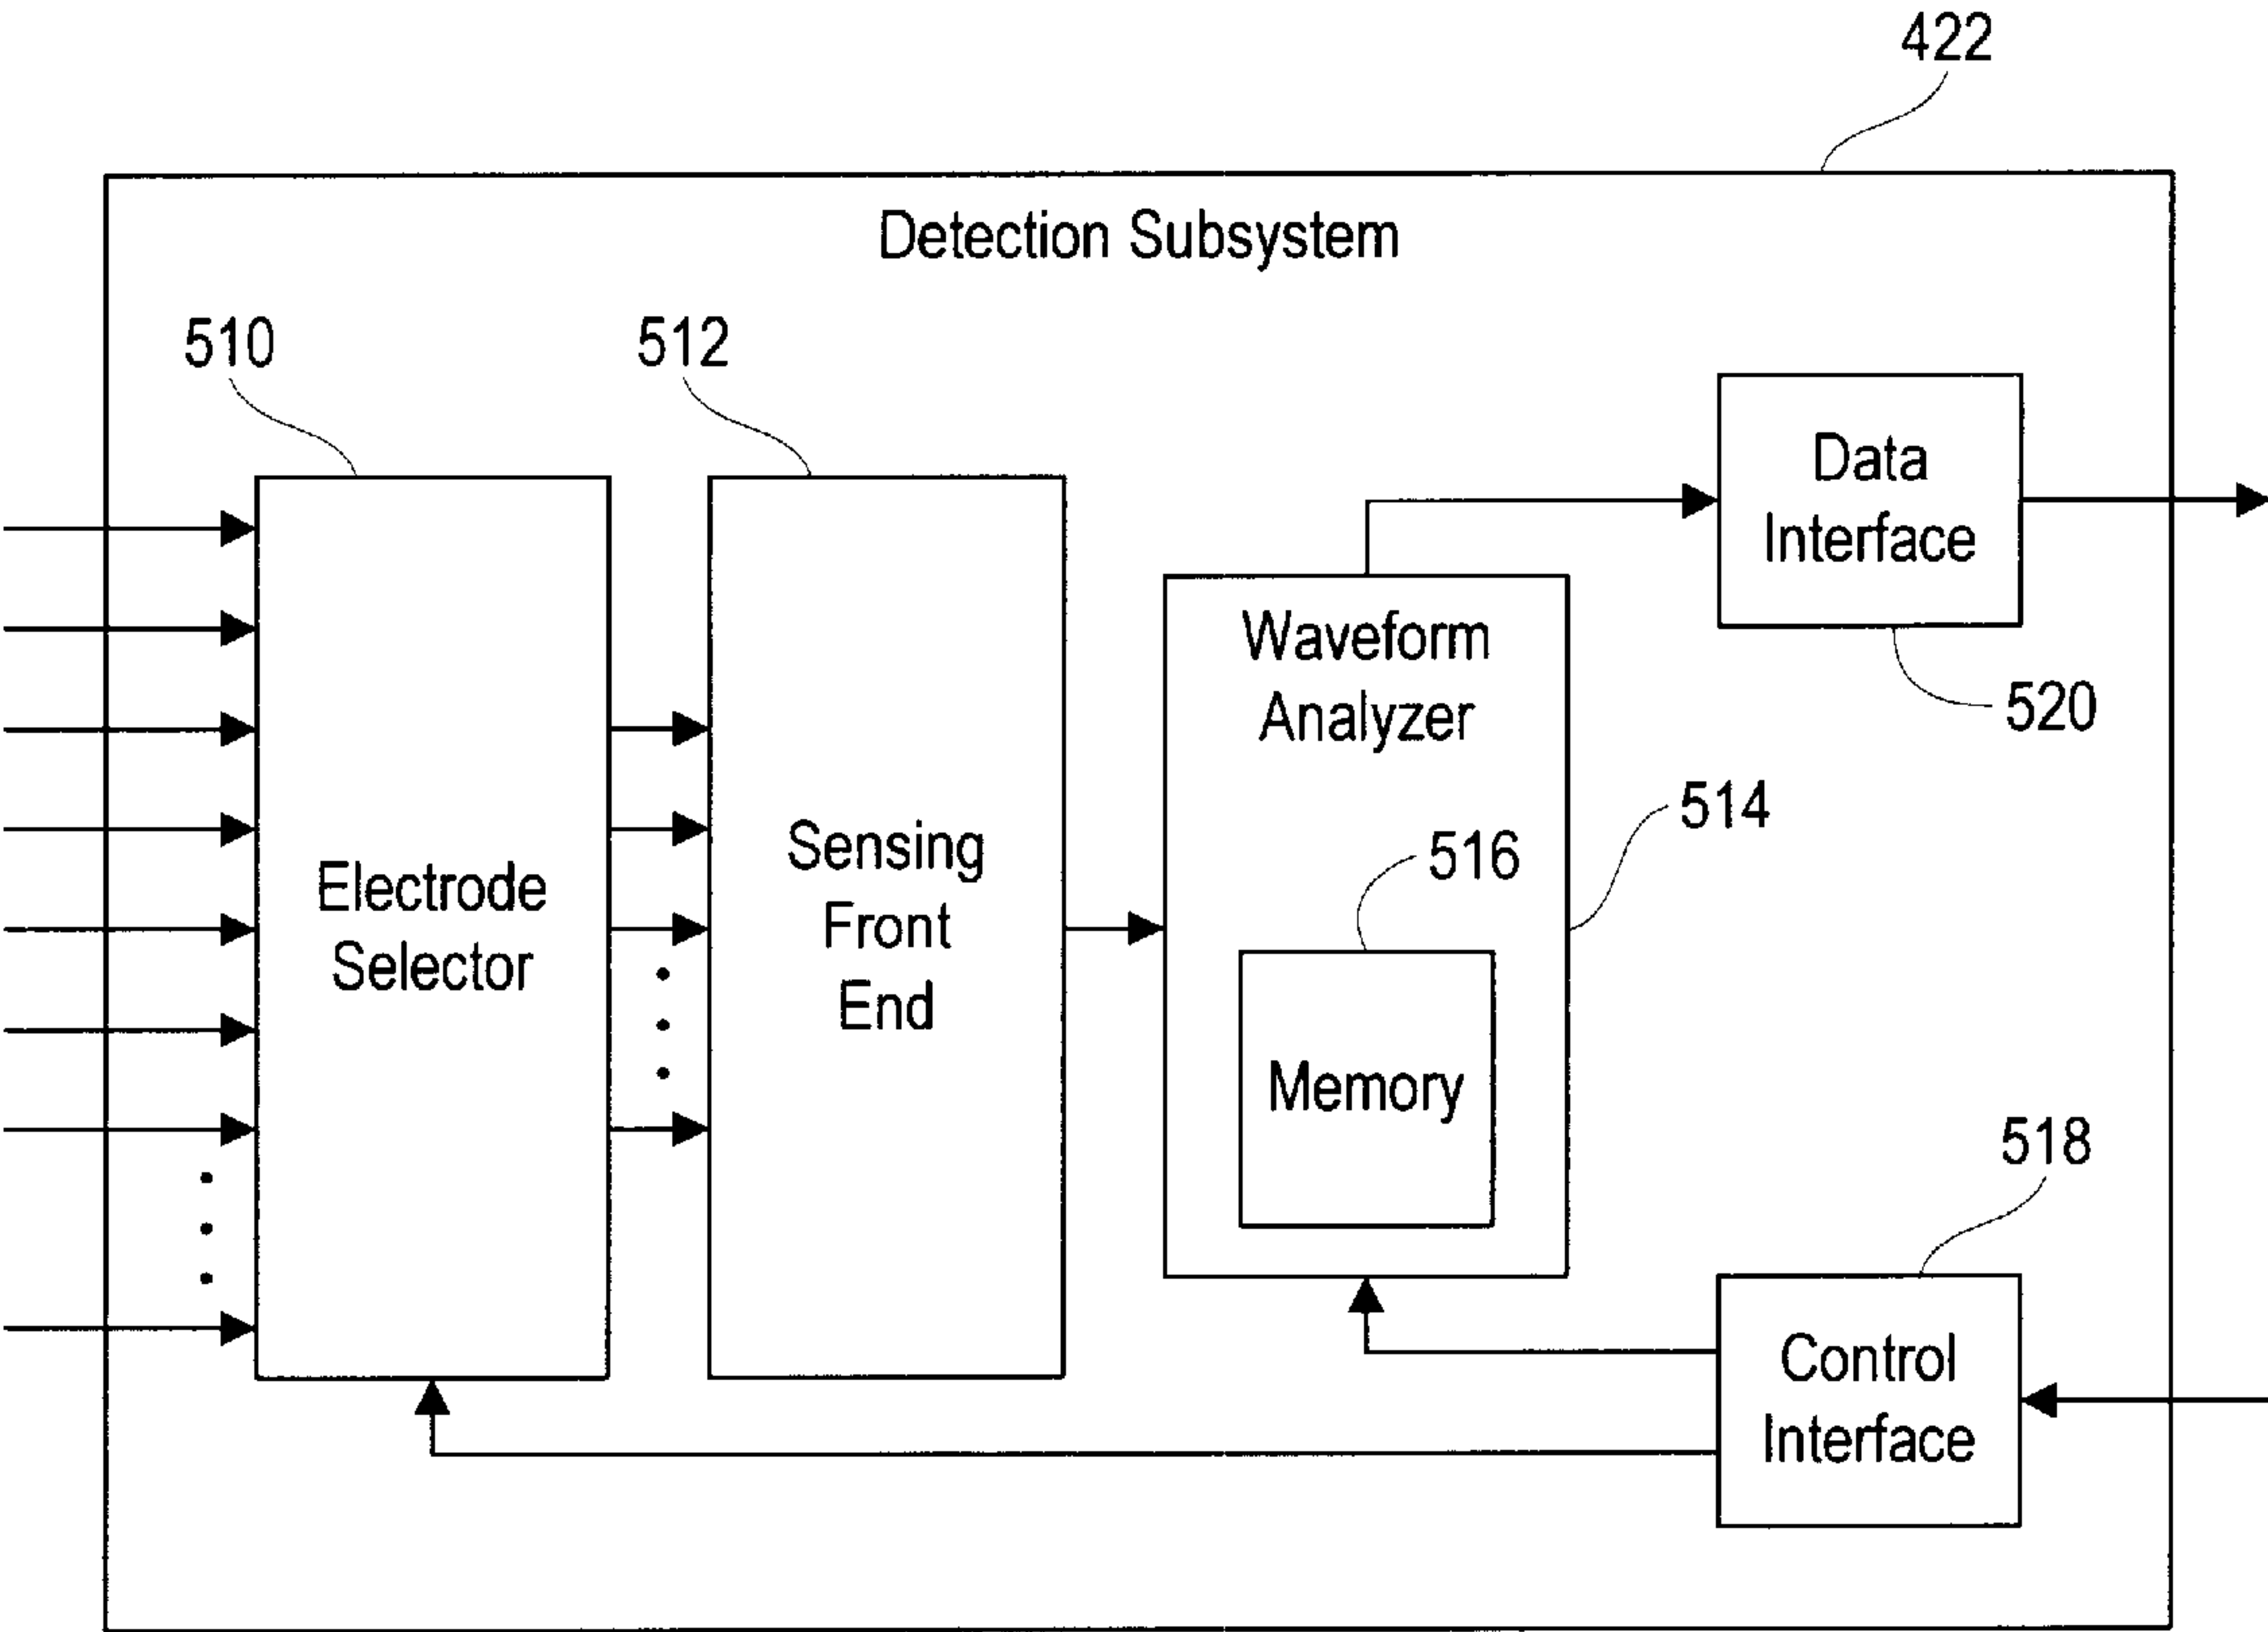 422
Detection Subsystem
510
512
Data
Interface
520
Waveform
Analyzer
514
516
Memory
Electrode
Selector
Sensing
Front
End
518
Control
Interface